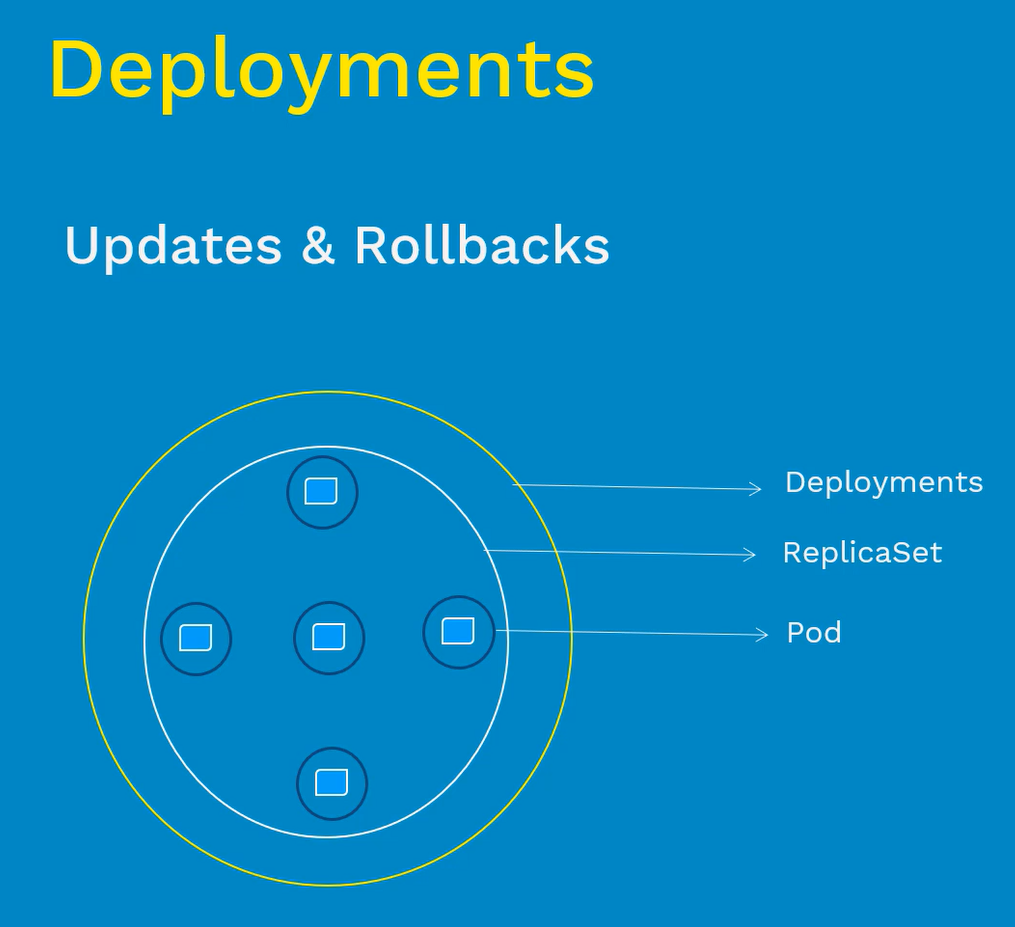 Deployments
Updates & Rollbacks
Deployments
ReplicaSet
Pod